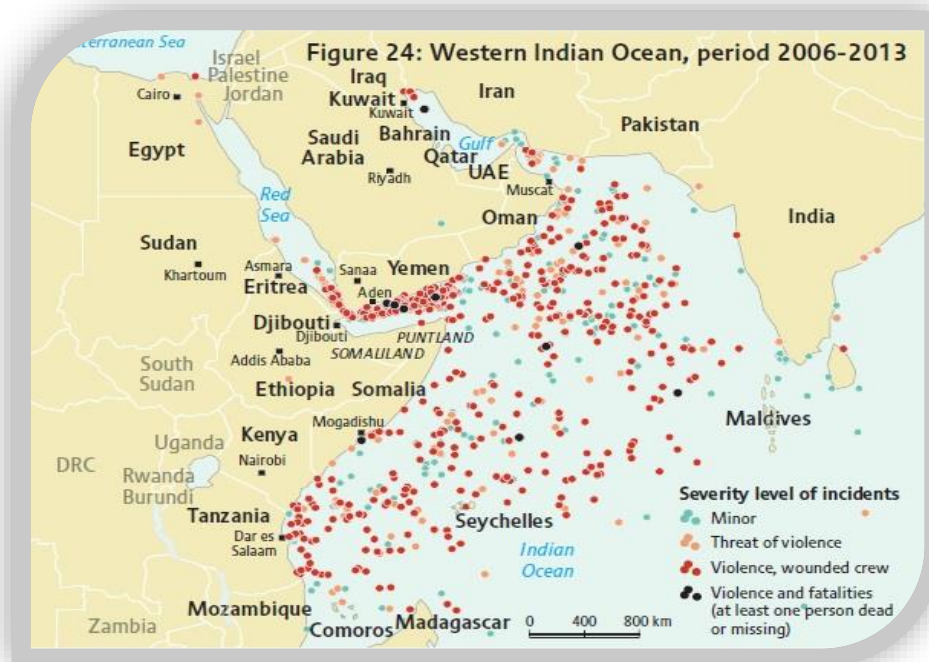 Figure 24: Western Indian Ocean, period 2006-2013
terranean Sea
Israel
Palestine
Jordan
Cairo
Egypt
Iraq
Kuwait
Kuwait
Iran
Pakistan
Bahrain
Gulf
Saudi
Arabia
Qatar
UAE
Riyadh
Muscat
Red
Sea
Oman
India
Sudan
Khartoum
Asmara
Eritrea
Sanaa
Yemen
Aden
Djibouti
Djibouti
PUNTLAND
SOMALILAND
Addis Ababa
South
Sudan
Ethiopia
Somalia
Mogadishu
Maldives
Uganda
Kenya
DRC
Nairobi
Rwanda
Burundi
Tanzania
Dar es
Salaam
Seychelles
Indian
Ocean
Mozambique
Comoros
Madagascar
Zambia
0 400 800 km
Severity level of incidents
Minor
Threat of violence
Violence, wounded crew
Violence and fatalities
(at least one person dead
or missing)